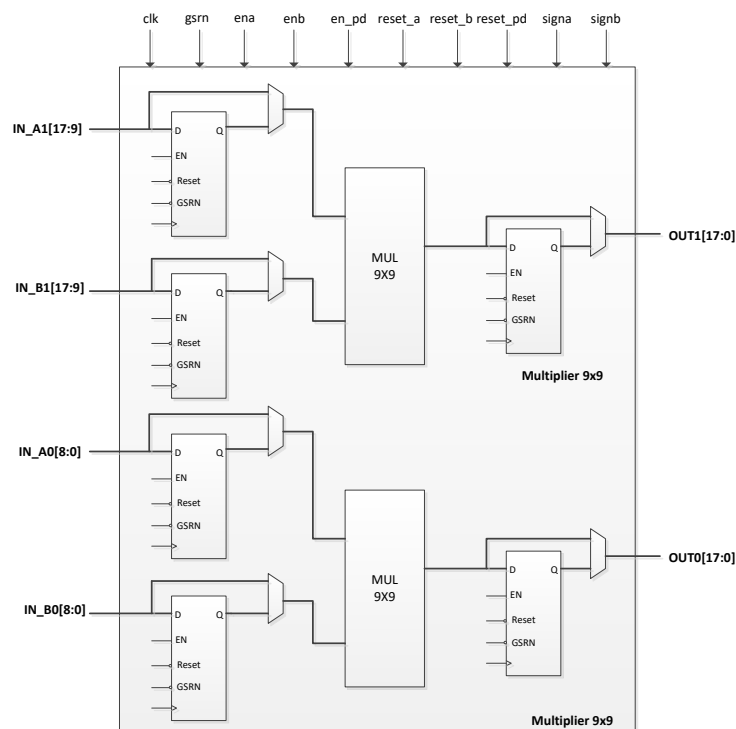 clk gsrn ena enb en_pd reset_a reset_b reset_pd signa signb
IN_A1[17:9]
D Q
EN
Reset
GSRN
IN_B1[17:9]
D Q
EN
Reset
GSRN
MUL
9X9
D Q
EN
Reset
GSRN
OUT1[17:0]
Multiplier 9x9
IN_A0[8:0]
D Q
EN
Reset
GSRN
IN_B0[8:0]
D Q
EN
Reset
GSRN
MUL
9X9
D Q
EN
Reset
GSRN
OUT0[17:0]
Multiplier 9x9